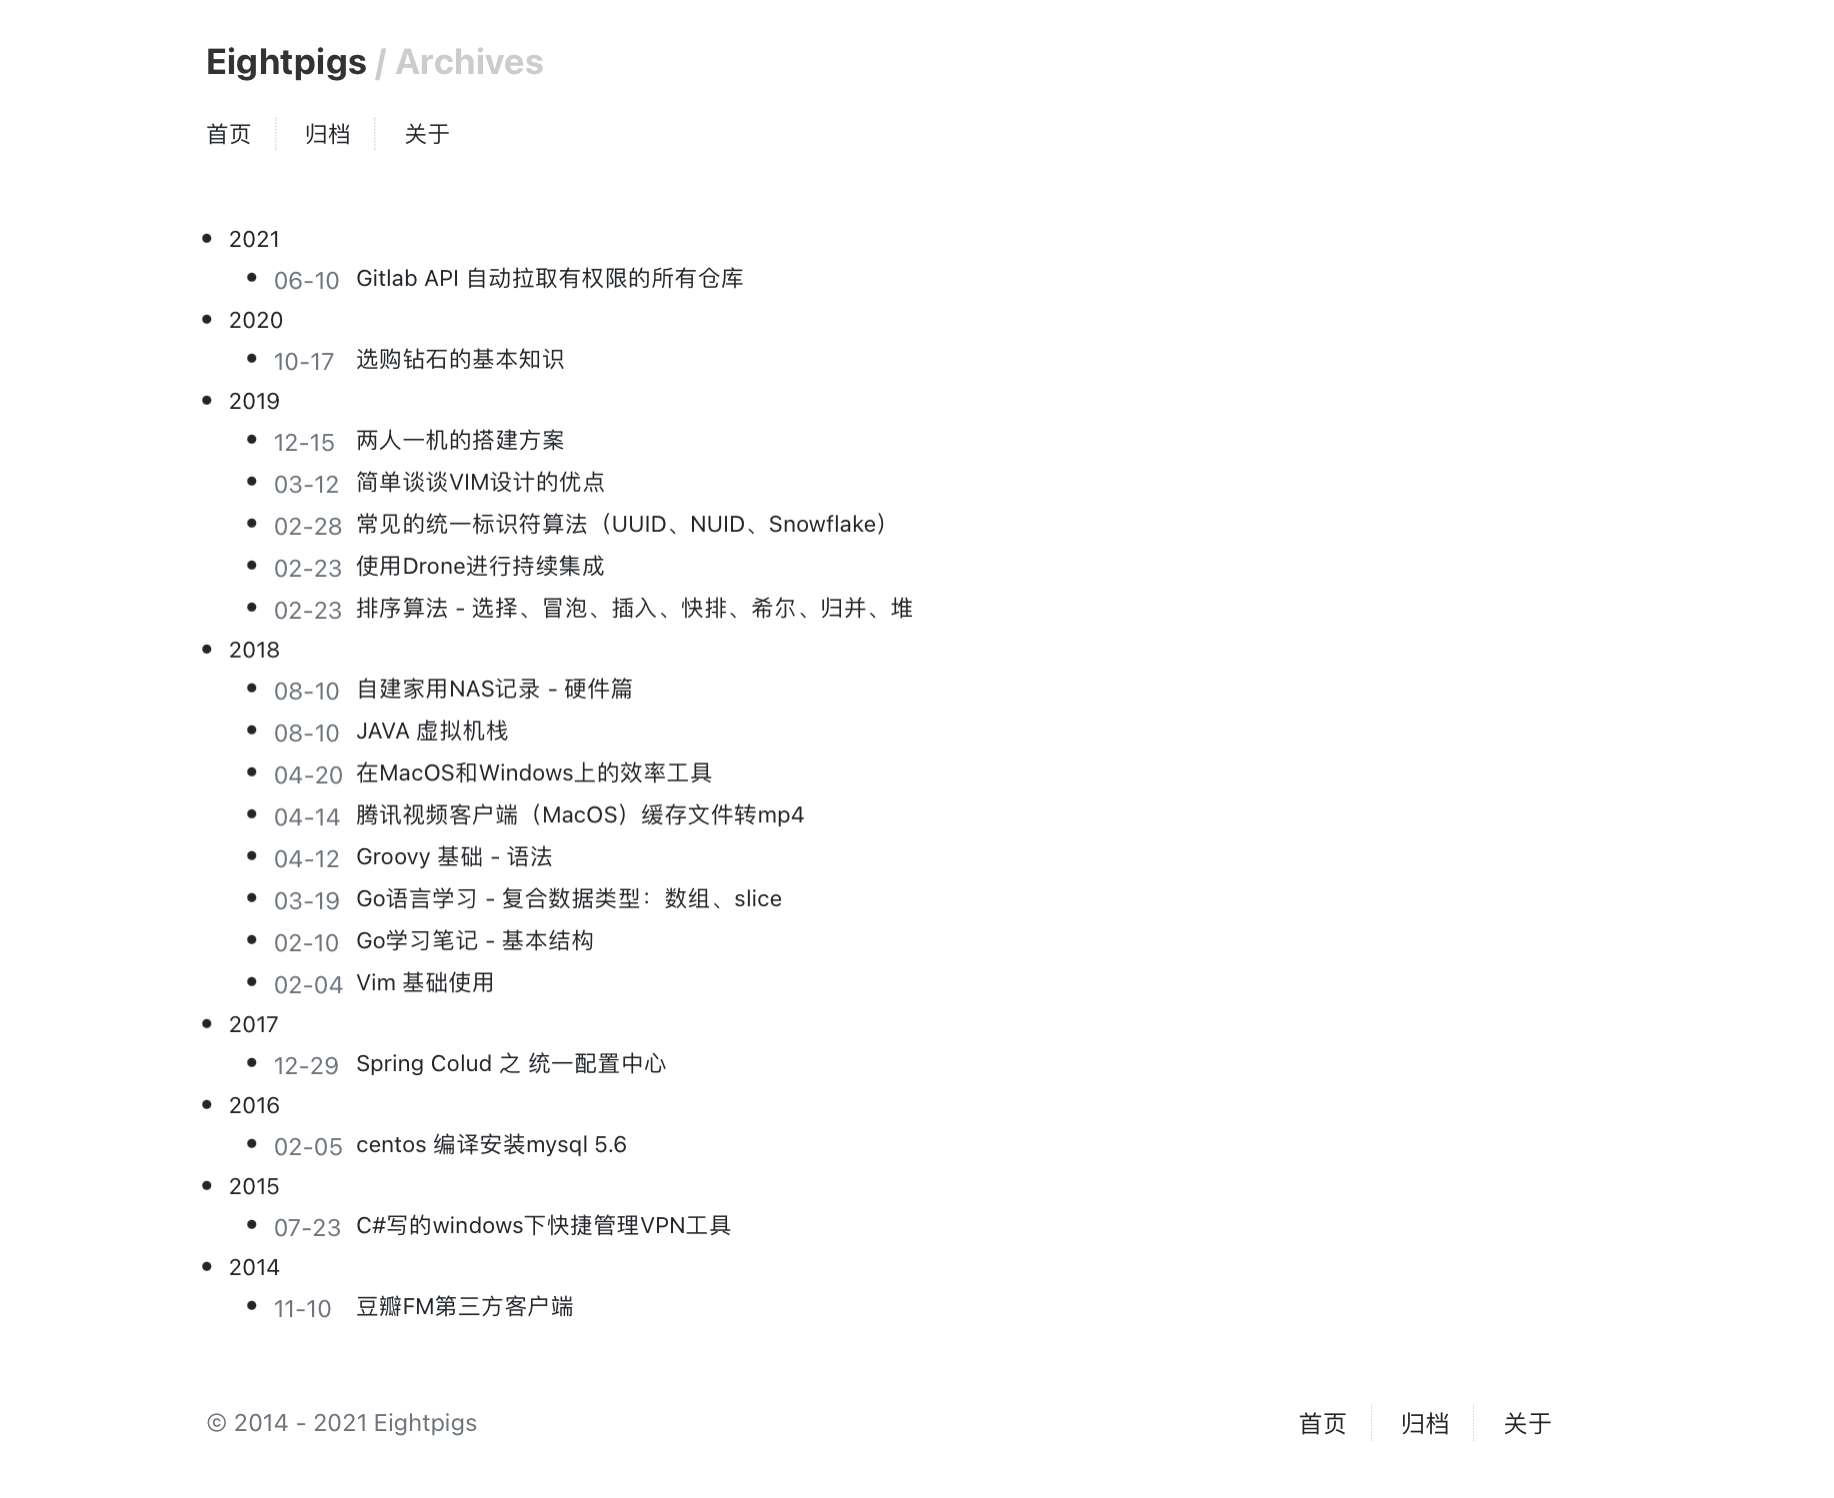 Eightpigs / Archives
首页 归档 关于
2021
06-10 Gitlab API 自动拉取有权限的所有仓库
2020
10-17 选购钻石的基本知识
2019
12-15 两人一机的搭建方案
03-12 简单谈谈VIM设计的优点
02-28 常见的统一标识符算法（UUID、NUID、Snowflake）
02-23 使用Drone进行持续集成
02-23 排序算法 - 选择、冒泡、插入、快排、希尔、归并、堆
2018
08-10 自建家用NAS记录 - 硬件篇
08-10 JAVA 虚拟机栈
04-20 在MacOS和Windows上的效率工具
04-14 腾讯视频客户端（MacOS）缓存文件转mp4
04-12 Groovy 基础 - 语法
03-19 Go语言学习 - 复合数据类型：数组、slice
02-10 Go学习笔记 - 基本结构
02-04 Vim 基础使用
2017
12-29 Spring Colud 之 统一配置中心
2016
02-05 centos 编译安装mysql 5.6
2015
07-23 C#写的windows下快捷管理VPN工具
2014
11-10 豆瓣FM第三方客户端
© 2014 - 2021 Eightpigs 首页 归档 关于